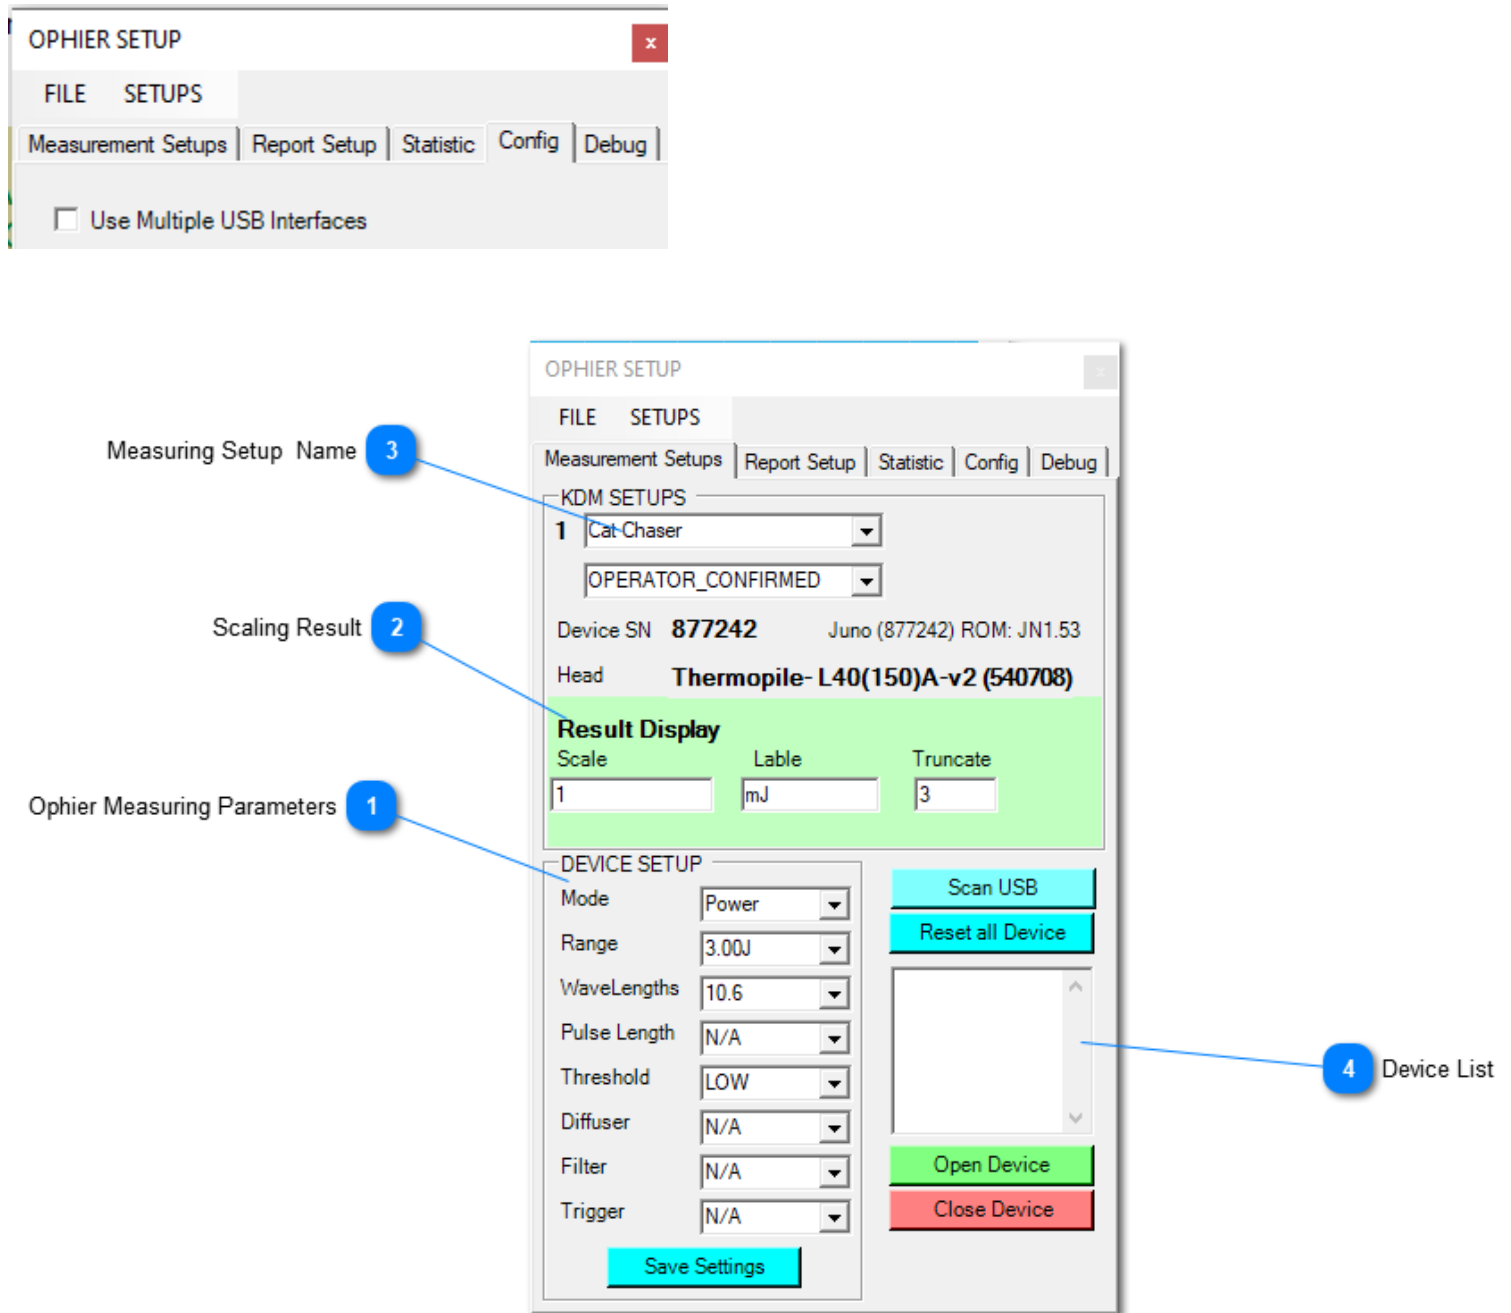 OPHIER SETUP
x
FILE SETUPS
Measurement Setups Report Setup Statistic Config Debug
Use Multiple USB Interfaces
OPHIER SETUP
x
FILE SETUPS
Measurement Setups Report Setup Statistic Config Debug
Measuring Setup Name 3
KDM SETUPS
1 Cat Chaser
OPERATOR_CONFIRMED
Scaling Result 2
Device SN 877242 Juno (877242) ROM: JN1.53
Head Thermopile- L40(150)A-v2 (540708)
Result Display
Scale Lable Truncate
1 mJ 3
Ophier Measuring Parameters 1
DEVICE SETUP
Mode Power
Range 3.00J
WaveLengths 10.6
Pulse Length N/A
Threshold LOW
Diffuser N/A
Filter N/A
Trigger N/A
Save Settings
Scan USB
Reset all Device
4 Device List
Open Device
Close Device